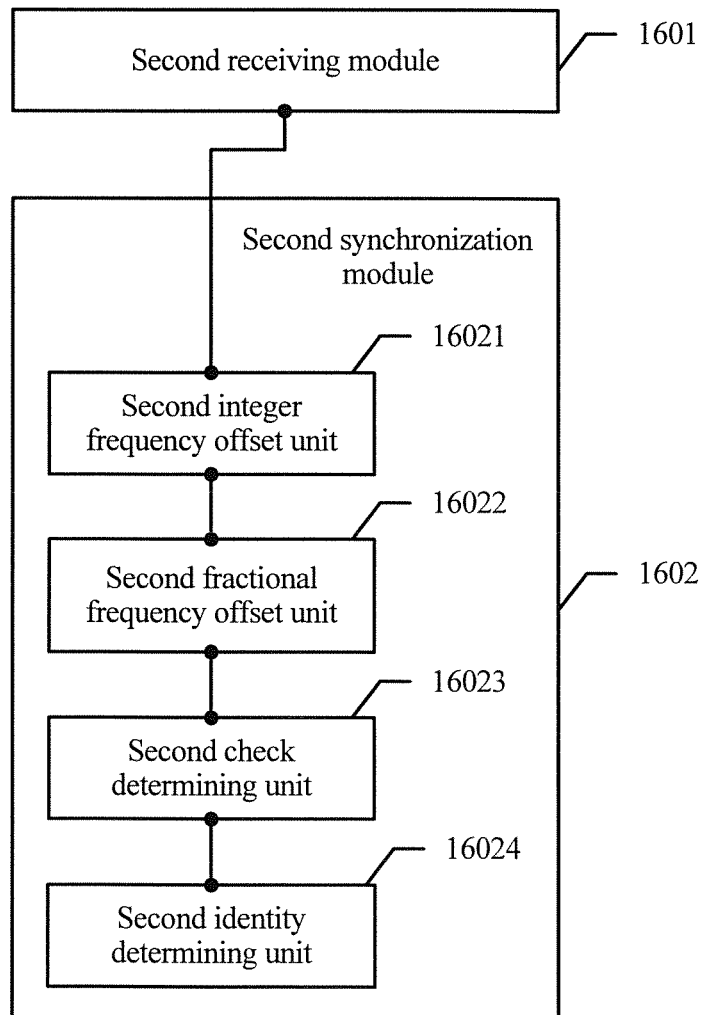 Second receiving module
1601
Second synchronization
module
16021
Second integer
frequency offset unit
16022
Second fractional
frequency offset unit
1602
16023
Second check
determining unit
16024
Second identity
determining unit